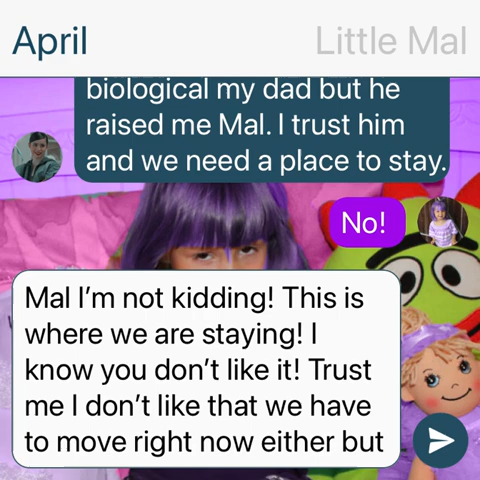 April
Little Mal
biological my dad but he
raised me Mal. I trust him
and we need a place to stay.
No!
Mal I’m not kidding! This is
where we are staying! I
know you don’t like it! Trust
me I don’t like that we have
to move right now either but